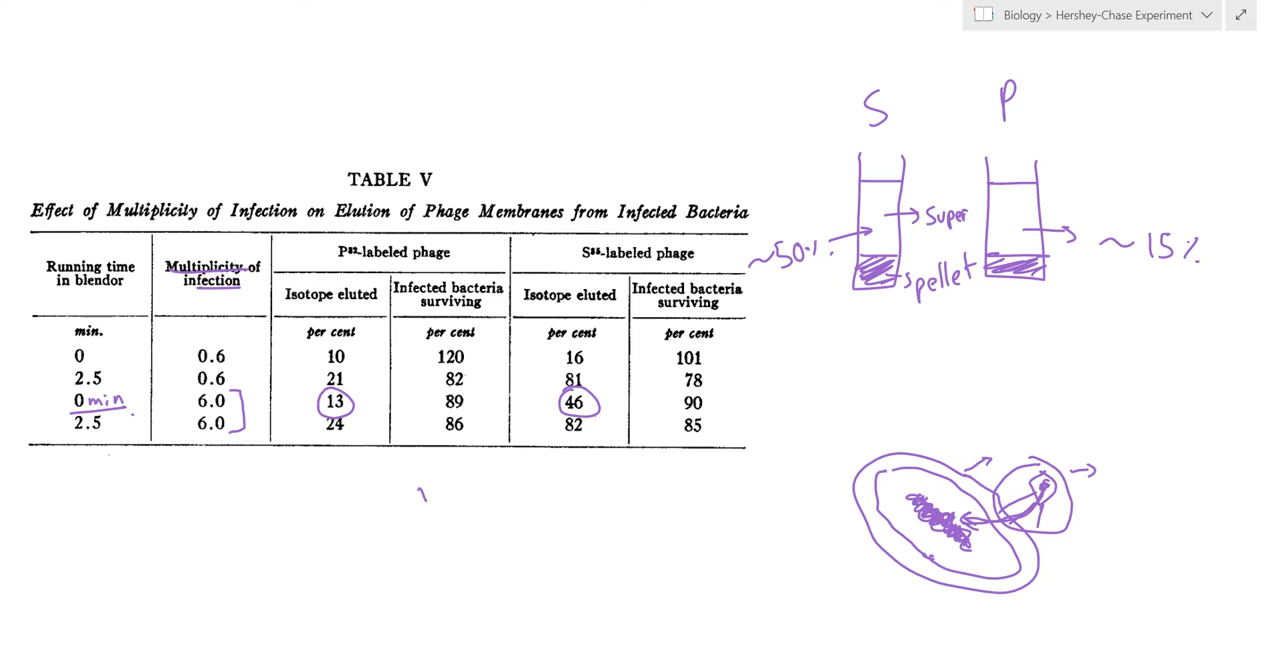 Biology > Hershey-Chase Experiment
S P
TABLE V
Effect of Multiplicity of Infection on Elution of Phage Membranes from Infected Bacteria
Running time in blendor Multiplicity of infection P³²-labeled phage S³⁵-labeled phage
Isotope eluted Infected bacteria surviving Isotope eluted Infected bacteria surviving
min. per cent per cent per cent per cent
0 0.6 10 120 16 101
2.5 0.6 21 82 81 78
0 min 6.0 13 89 46 90
2.5 6.0 24 86 82 85
Super
~50% ~15%
pellet